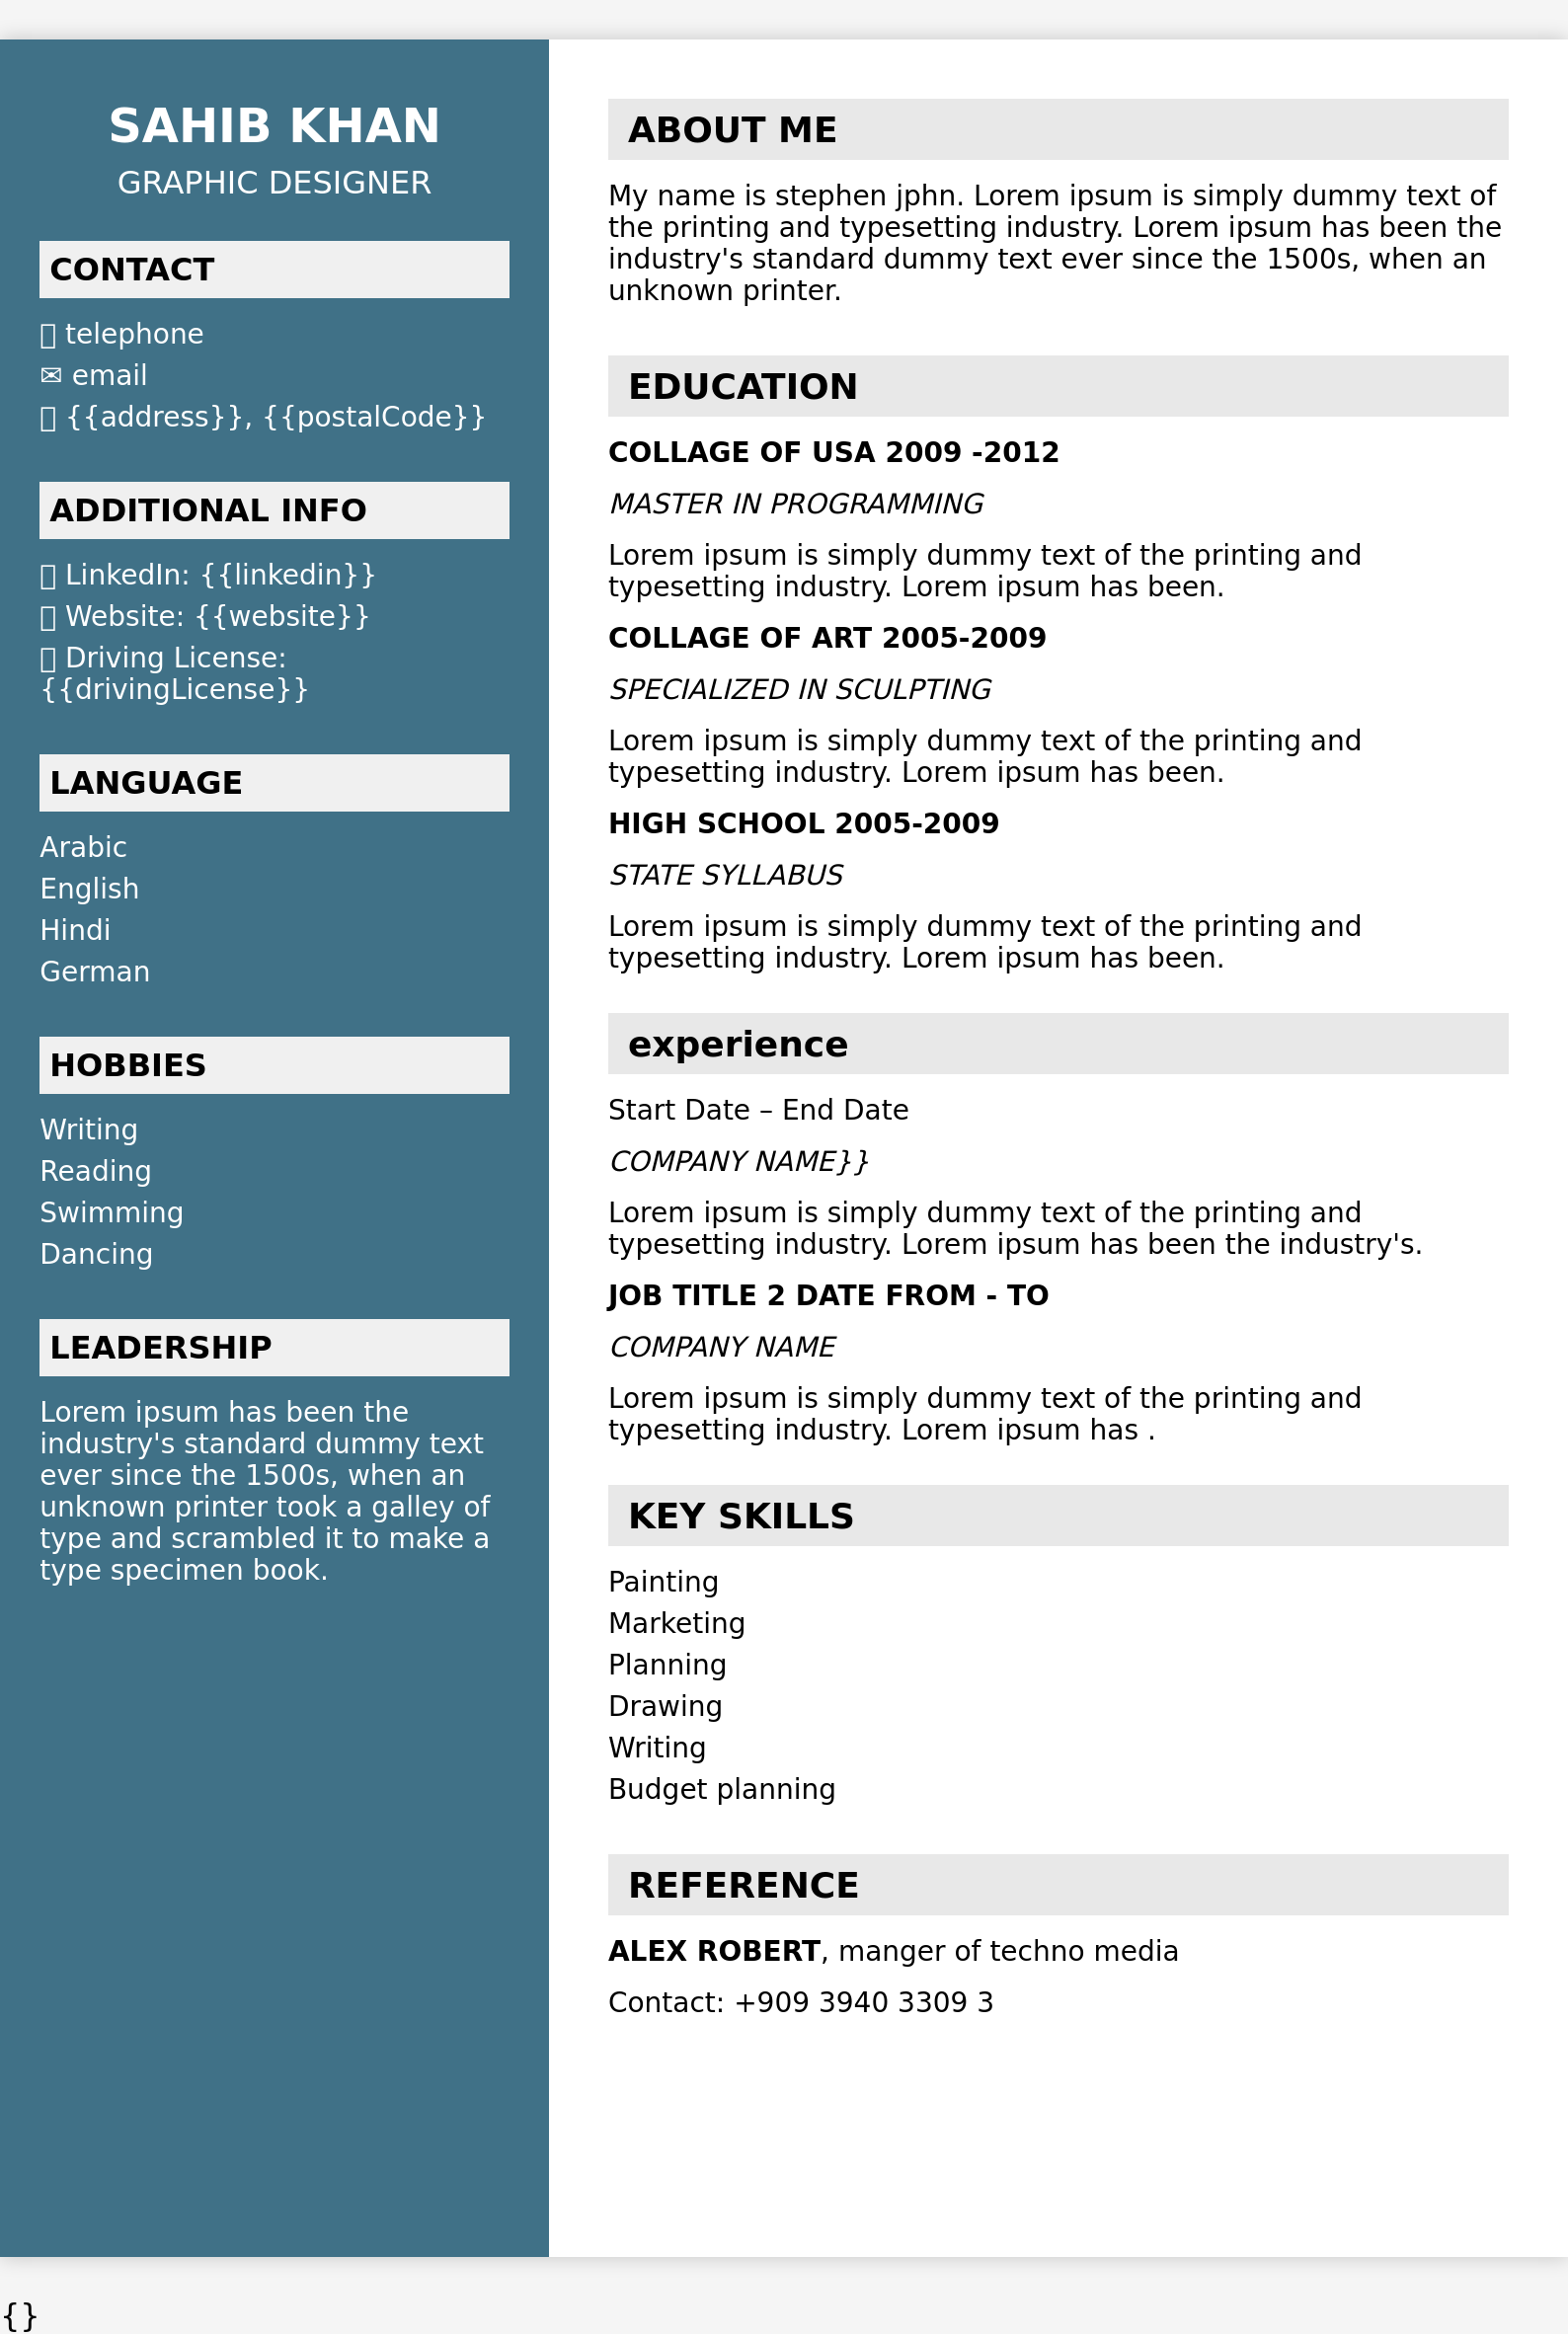 SAHIB KHAN
GRAPHIC DESIGNER
CONTACT
telephone
✉ email
{{address}}, {{postalCode}}
ADDITIONAL INFO
LinkedIn: {{linkedin}}
Website: {{website}}
Driving License:
{{drivingLicense}}
LANGUAGE
Arabic
English
Hindi
German
HOBBIES
Writing
Reading
Swimming
Dancing
LEADERSHIP
Lorem ipsum has been the
industry's standard dummy text
ever since the 1500s, when an
unknown printer took a galley of
type and scrambled it to make a
type specimen book.
ABOUT ME
My name is stephen jphn. Lorem ipsum is simply dummy text of
the printing and typesetting industry. Lorem ipsum has been the
industry's standard dummy text ever since the 1500s, when an
unknown printer.
EDUCATION
COLLAGE OF USA 2009 -2012
MASTER IN PROGRAMMING
Lorem ipsum is simply dummy text of the printing and
typesetting industry. Lorem ipsum has been.
COLLAGE OF ART 2005-2009
SPECIALIZED IN SCULPTING
Lorem ipsum is simply dummy text of the printing and
typesetting industry. Lorem ipsum has been.
HIGH SCHOOL 2005-2009
STATE SYLLABUS
Lorem ipsum is simply dummy text of the printing and
typesetting industry. Lorem ipsum has been.
experience
Start Date – End Date
COMPANY NAME}}
Lorem ipsum is simply dummy text of the printing and
typesetting industry. Lorem ipsum has been the industry's.
JOB TITLE 2 DATE FROM - TO
COMPANY NAME
Lorem ipsum is simply dummy text of the printing and
typesetting industry. Lorem ipsum has .
KEY SKILLS
Painting
Marketing
Planning
Drawing
Writing
Budget planning
REFERENCE
ALEX ROBERT, manger of techno media
Contact: +909 3940 3309 3
{}